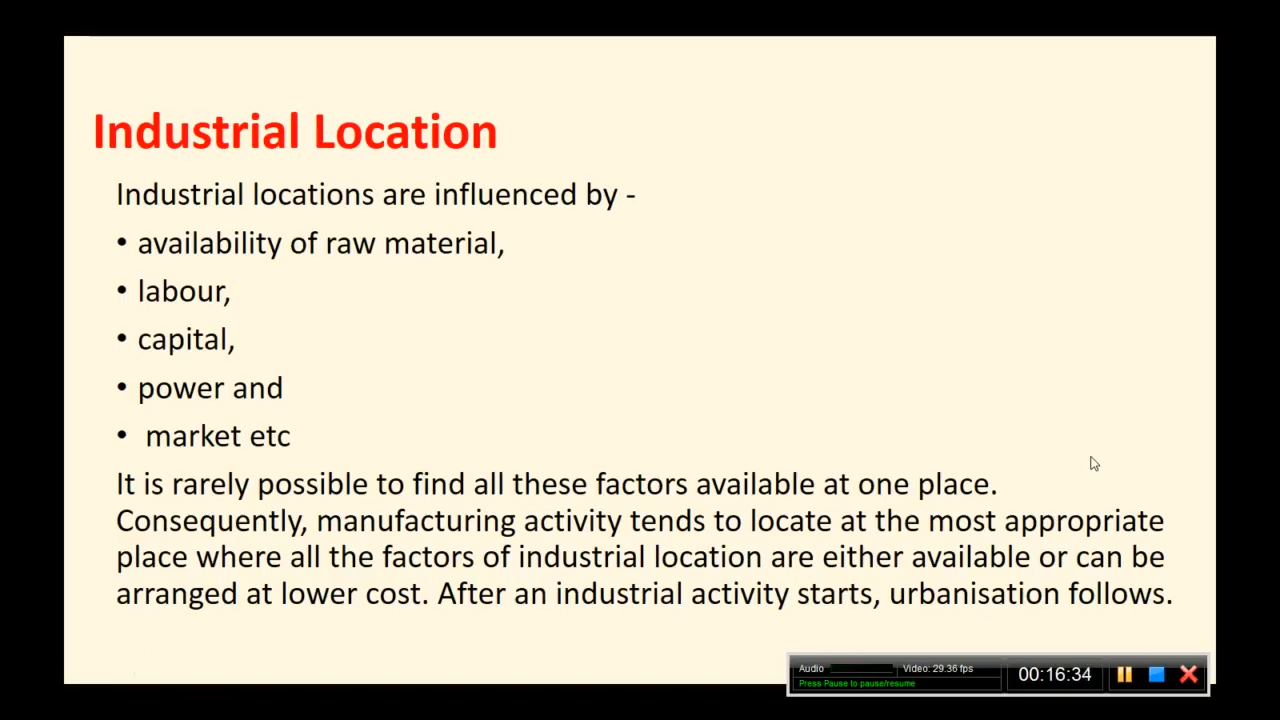 Industrial Location
Industrial locations are influenced by -
• availability of raw material,
• labour,
• capital,
• power and
• market etc
It is rarely possible to find all these factors available at one place.
Consequently, manufacturing activity tends to locate at the most appropriate
place where all the factors of industrial location are either available or can be
arranged at lower cost. After an industrial activity starts, urbanisation follows.
Audio Video: 29.36 fps
Press Pause to pause/resume
00:16:34